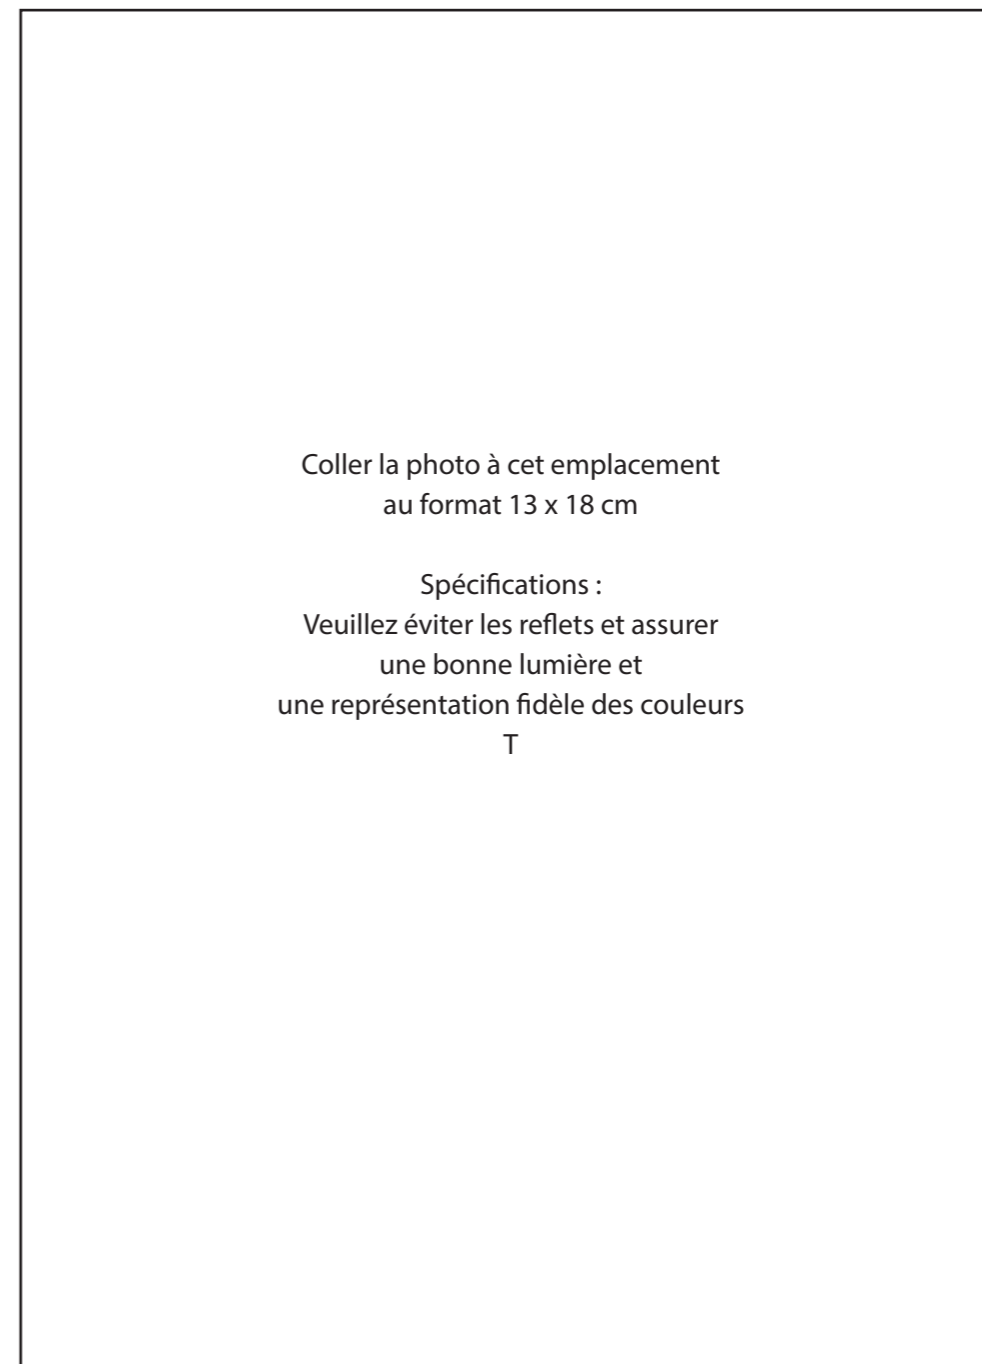 Coller la photo à cet emplacement
au format 13 x 18 cm
Spécifications :
Veuillez éviter les reflets et assurer
une bonne lumière et
une représentation fidèle des couleurs
T